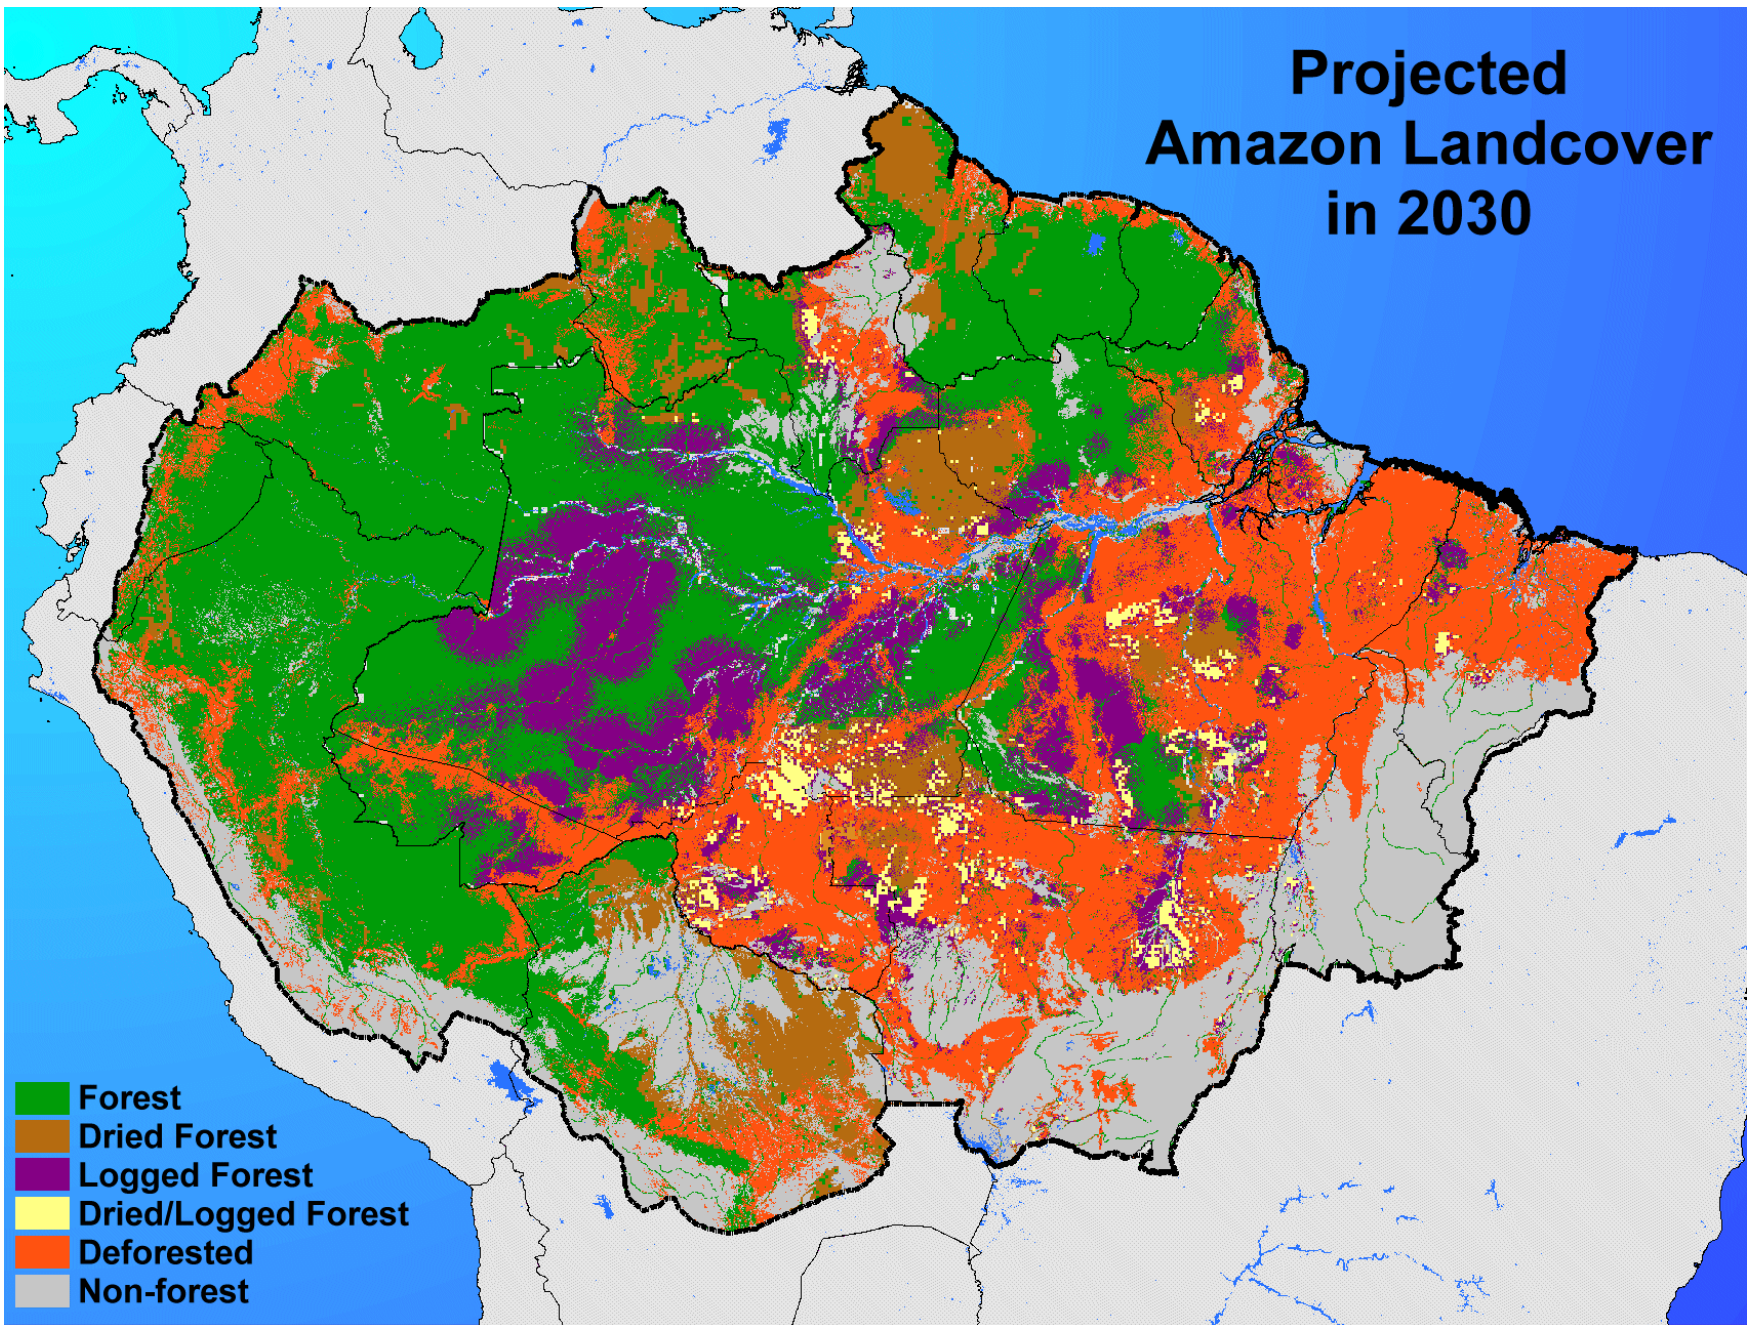 Projected
Amazon Landcover
in 2030
Forest
Dried Forest
Logged Forest
Dried/Logged Forest
Deforested
Non-forest